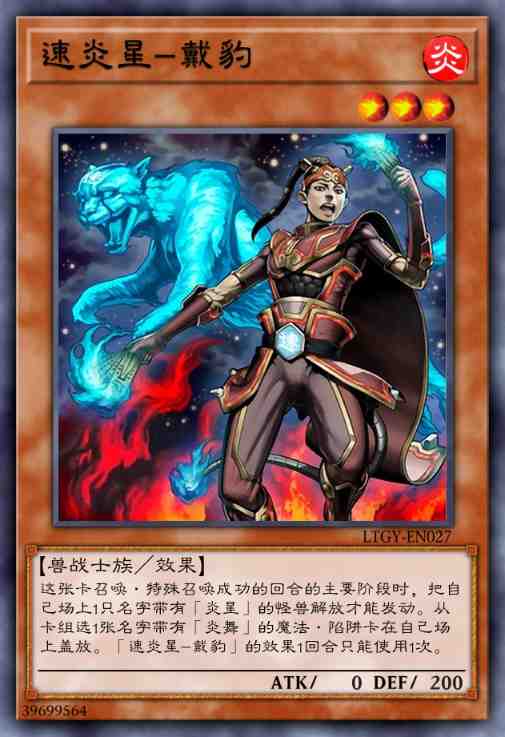 速炎星-戴豹
炎
LTGY-EN027
【兽战士族／效果】
这张卡召唤·特殊召唤成功的回合的主要阶段时，把自
己场上1只名字带有「炎星」的怪兽解放才能发动。从
卡组选1张名字带有「炎舞」的魔法·陷阱卡在自己场
上盖放。「速炎星-戴豹」的效果1回合只能使用1次。
ATK/ 0 DEF/ 200
39699564